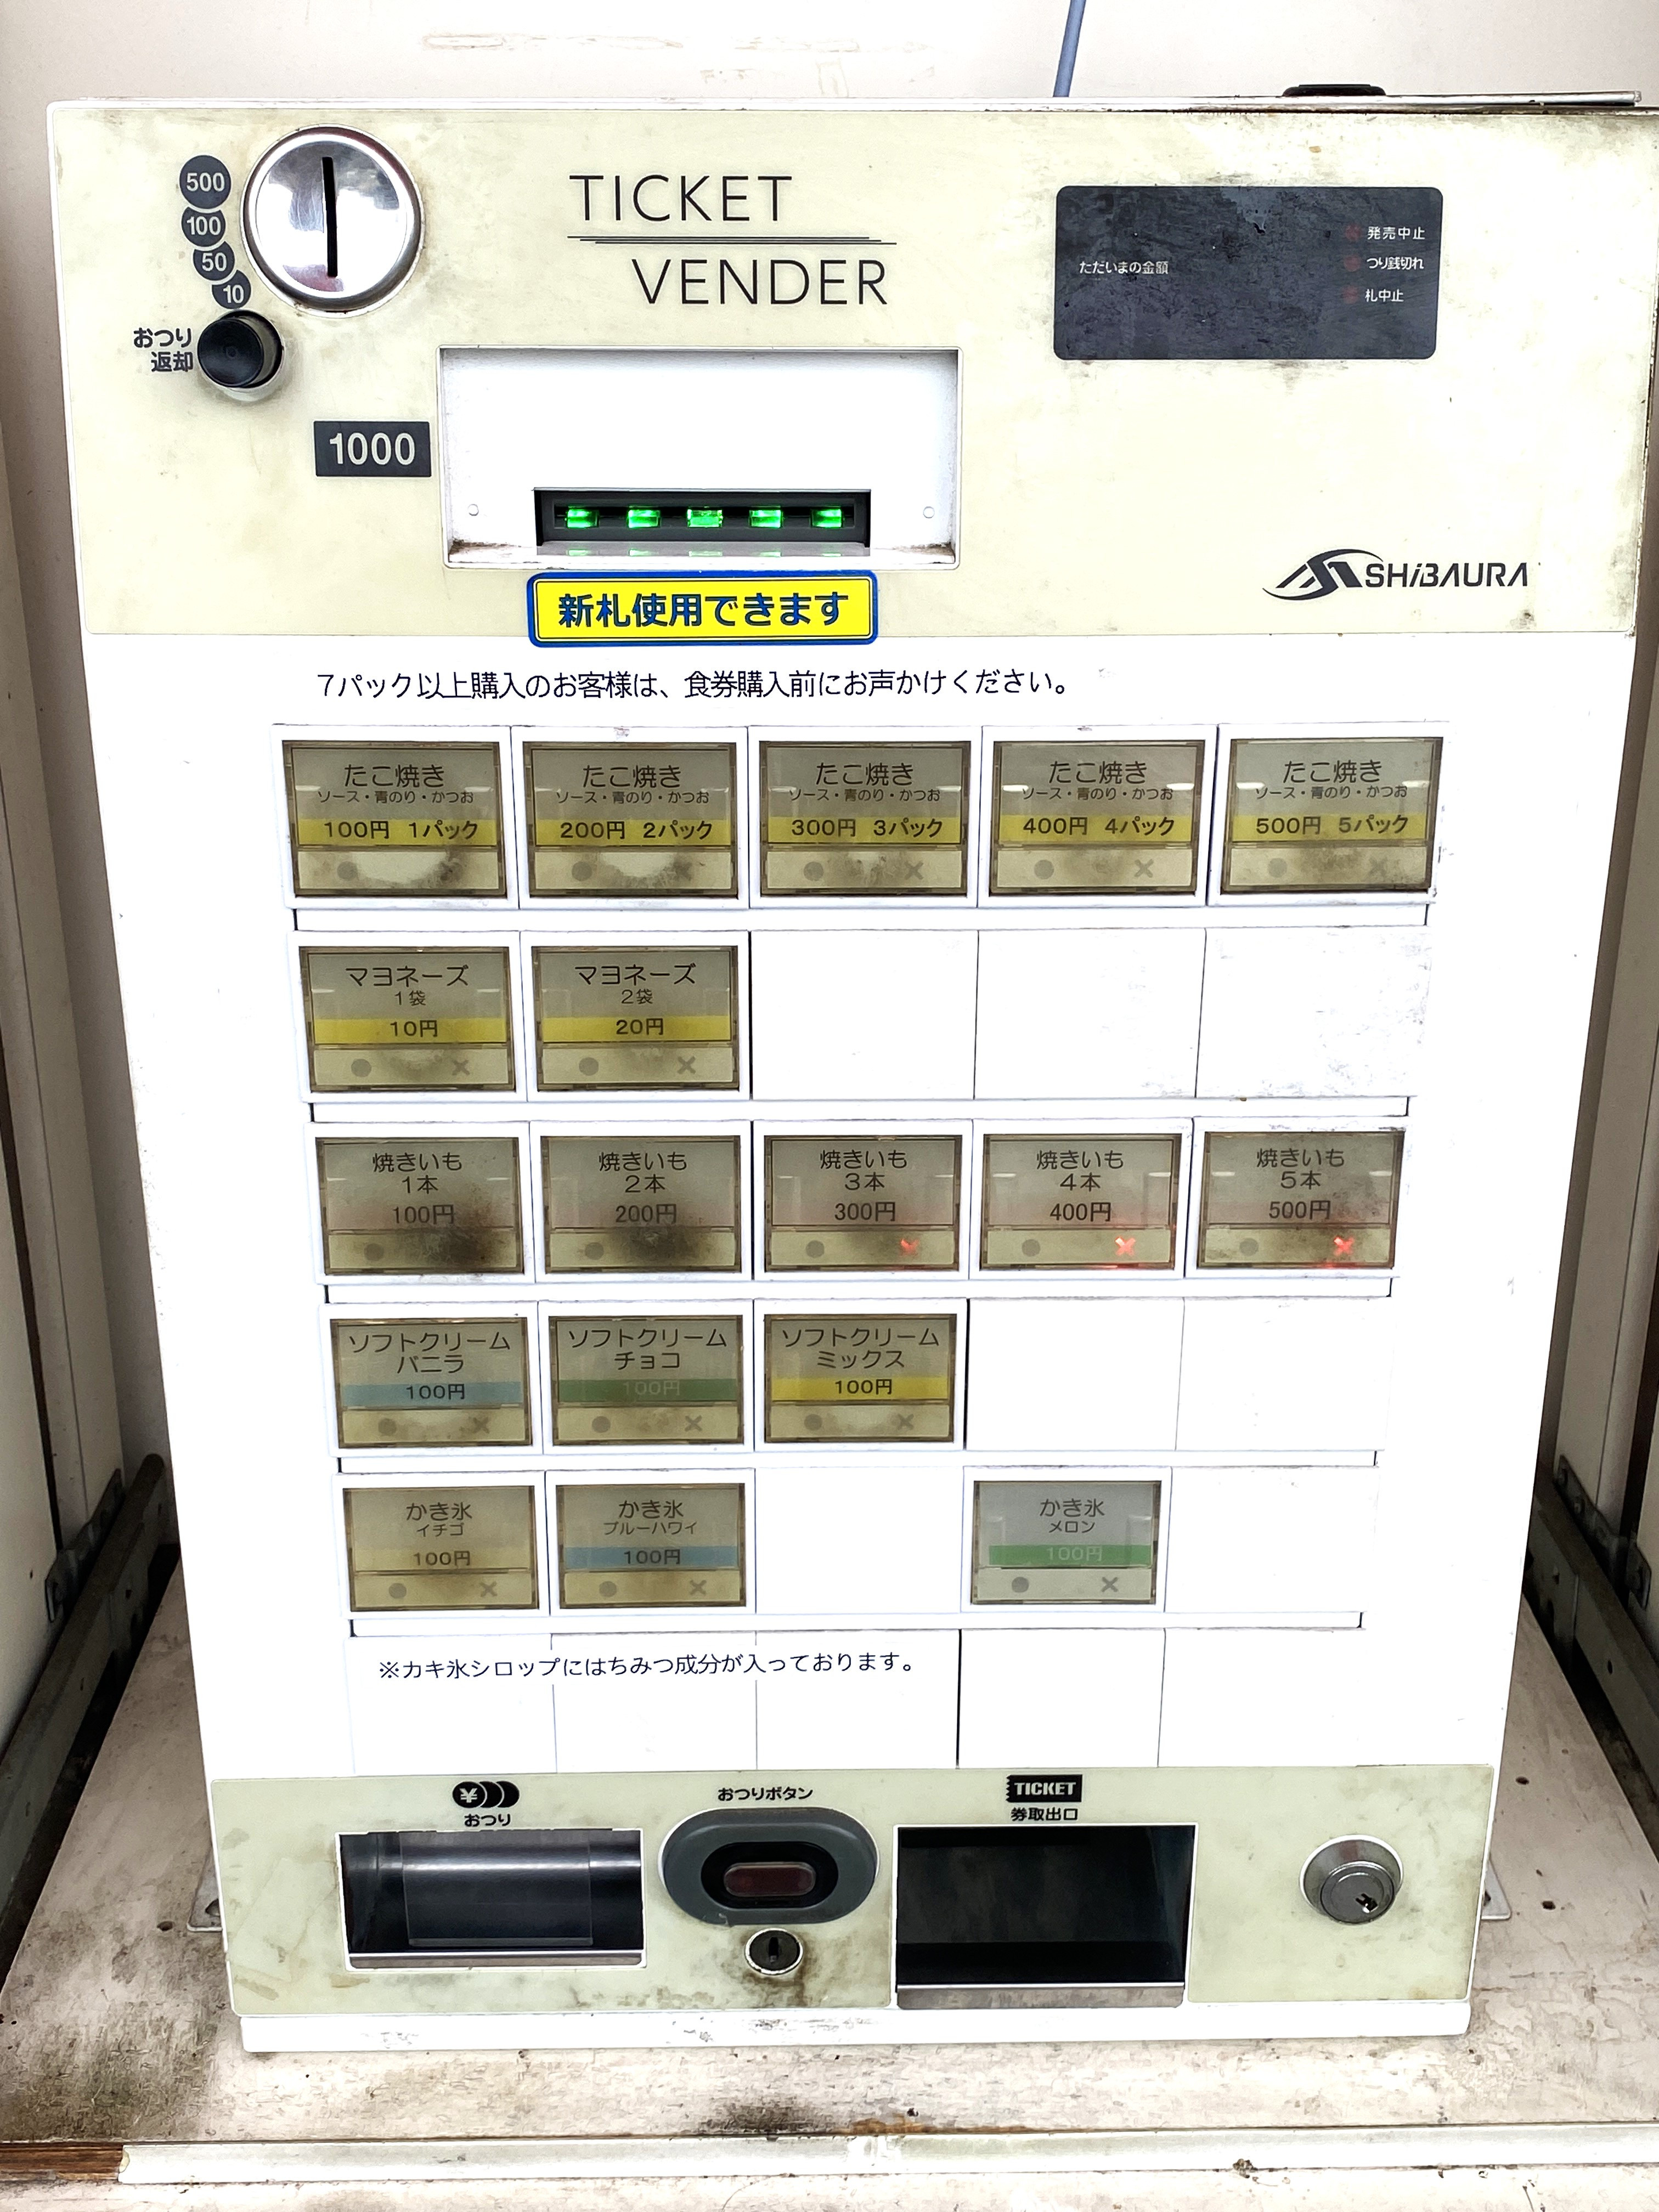 500
100
50
10
おつり
返却
TICKET
VENDER
ただいまの金額
発売中止
つり銭切れ
札中止
1000
SHiBAURA
新札使用できます
7パック以上購入のお客様は、食券購入前にお声かけください。
たこ焼き
ソース・青のり・かつお
100円 1パック
たこ焼き
ソース・青のり・かつお
200円 2パック
たこ焼き
ソース・青のり・かつお
300円 3パック
たこ焼き
ソース・青のり・かつお
400円 4パック
たこ焼き
ソース・青のり・かつお
500円 5パック
マヨネーズ
1袋
10円
マヨネーズ
2袋
20円
焼きいも
1本
100円
焼きいも
2本
200円
焼きいも
3本
300円
焼きいも
4本
400円
焼きいも
5本
500円
ソフトクリーム
バニラ
100円
ソフトクリーム
チョコ
100円
ソフトクリーム
ミックス
100円
かき氷
イチゴ
100円
かき氷
ブルーハワイ
100円
かき氷
メロン
100円
※カキ氷シロップにはちみつ成分が入っております。
¥
おつり
おつりボタン
TICKET
券取出口